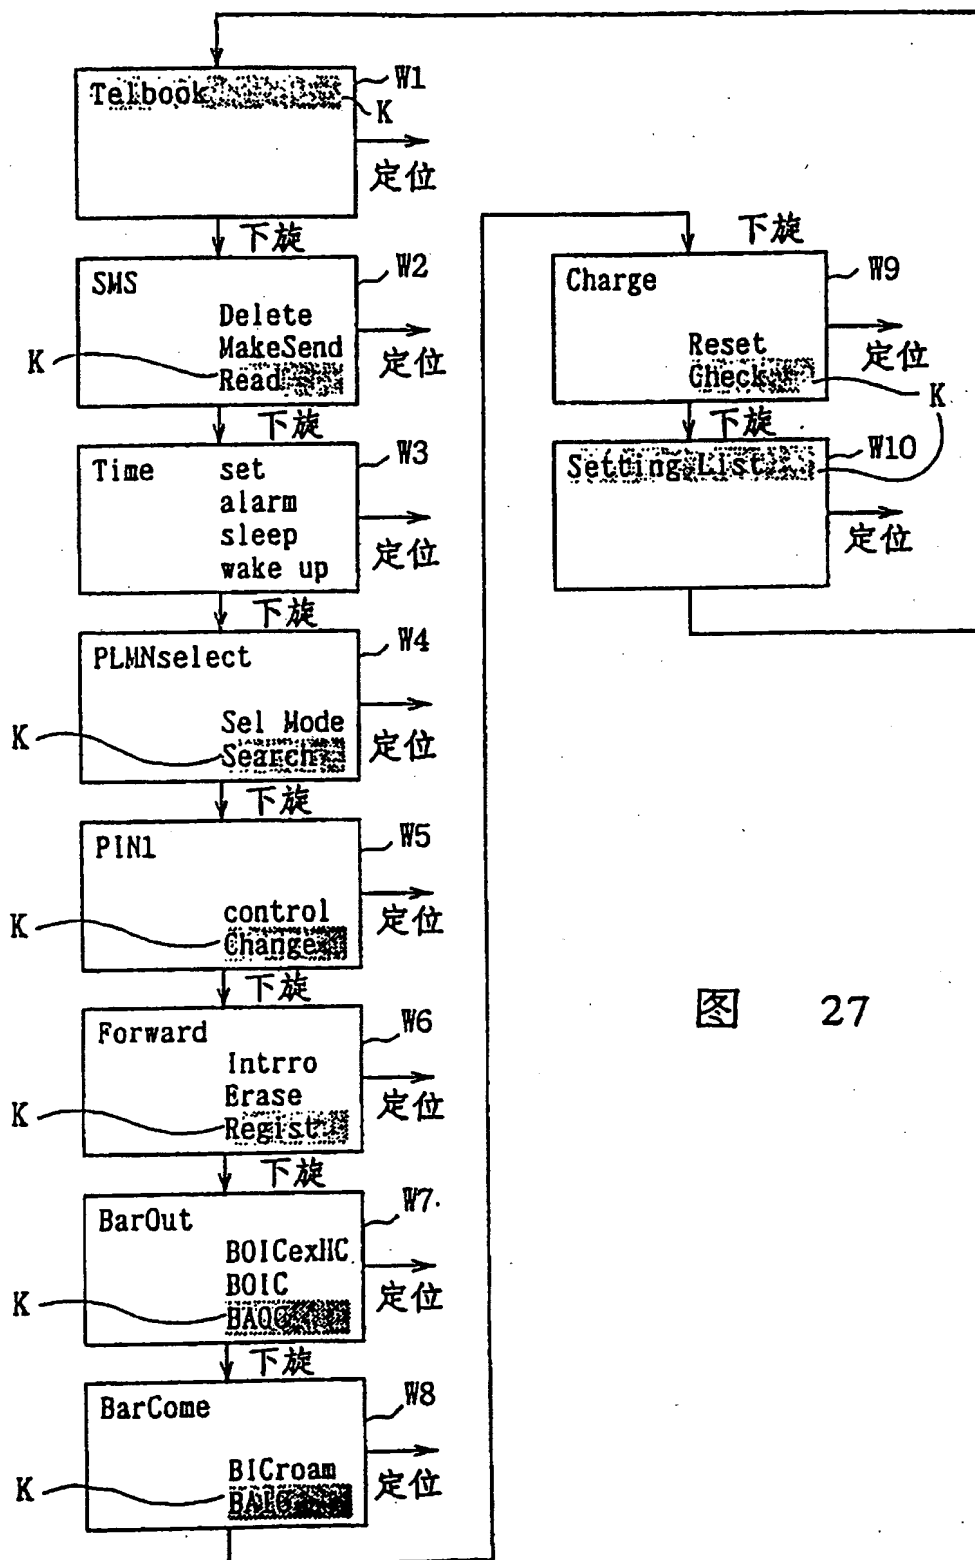 Telbook
W1
K
定位
下旋
SMS
W2
Delete
MakeSend
K
Read
定位
下旋
Time
set
W3
alarm
sleep
wake up
定位
下旋
PLMNselect
W4
Sel Mode
K
Search
定位
下旋
PIN1
W5
control
K
Change
定位
下旋
Forward
W6
Intrro
Erase
K
Regist
定位
下旋
BarOut
W7
BOICexHC
BOIC
K
BAOC
定位
下旋
BarCome
W8
BICroam
K
BAIC
定位
下旋
Charge
W9
Reset
Check
定位
K
下旋
Setting List
W10
定位
图 27